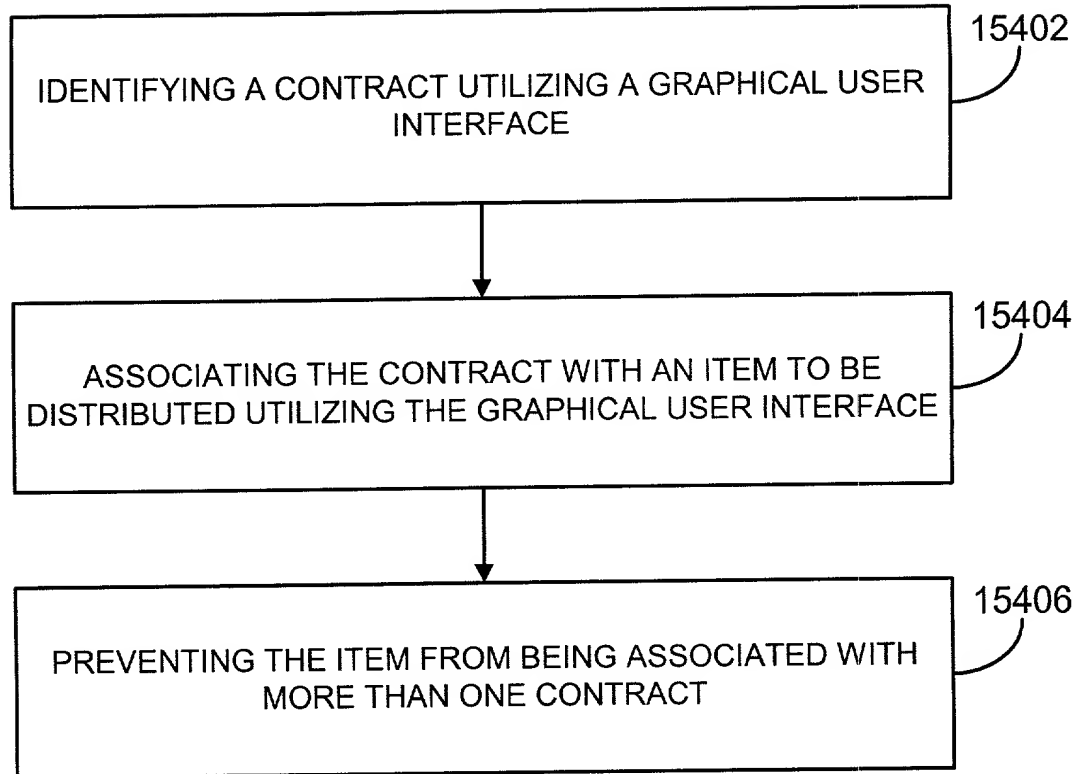 15402
IDENTIFYING A CONTRACT UTILIZING A GRAPHICAL USER
INTERFACE
15404
ASSOCIATING THE CONTRACT WITH AN ITEM TO BE
DISTRIBUTED UTILIZING THE GRAPHICAL USER INTERFACE
15406
PREVENTING THE ITEM FROM BEING ASSOCIATED WITH
MORE THAN ONE CONTRACT